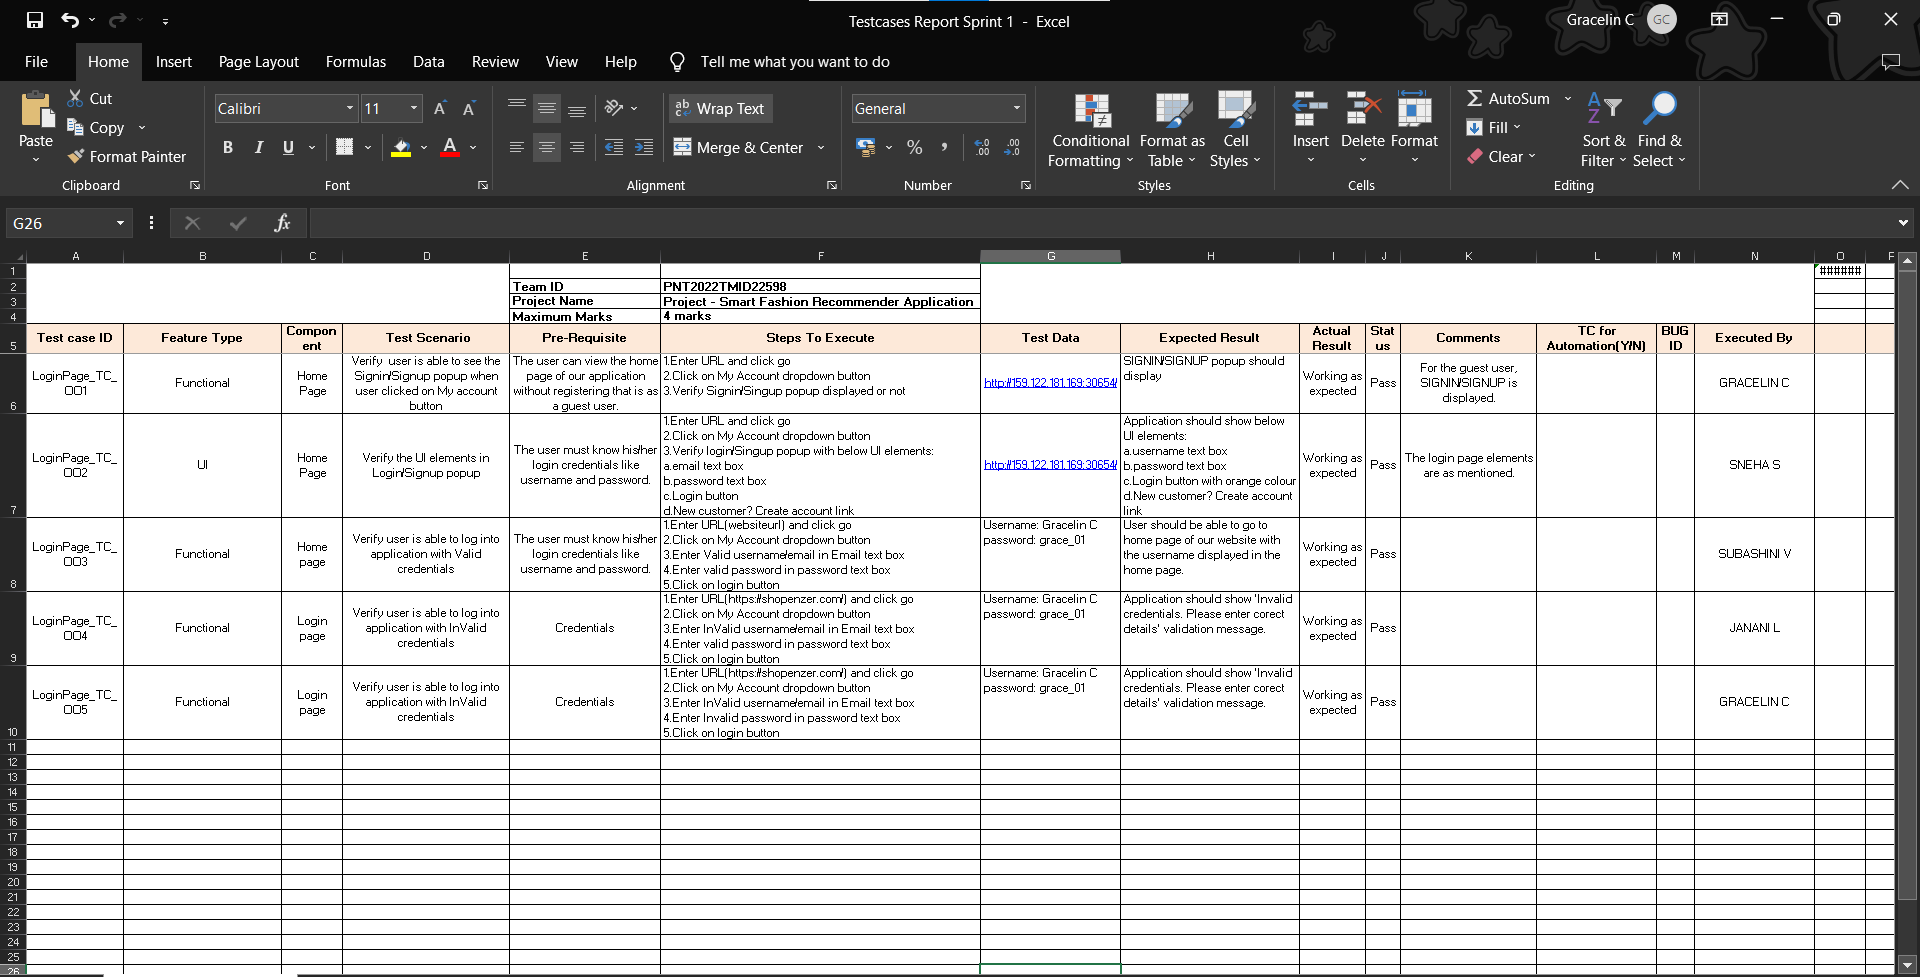 Testcases Report Sprint 1 - Excel
Gracelin C GC
File Home Insert Page Layout Formulas Data Review View Help Tell me what you want to do
Paste
Cut
Copy
Format Painter
Clipboard
Calibri 11
B I U
Font
Wrap Text
Merge & Center
Alignment
General
Number
Conditional Formatting
Format as Table
Cell Styles
Styles
Insert Delete Format
Cells
AutoSum
Fill
Clear
Sort & Filter
Find & Select
Editing
G26
fx
A B C D E F G H I J K L M N O P
1 ######
2 Team ID PNT2022TMID22598
3 Project Name Project - Smart Fashion Recommender Application
4 Maximum Marks 4 marks
5
Test case ID
Feature Type
Compon
ent
Test Scenario
Pre-Requisite
Steps To Execute
Test Data
Expected Result
Actual
Result
Stat
us
Comments
TC for
Automation(Y/N)
BUG
ID
Executed By
6
LoginPage_TC_
OO1
Functional
Home
Page
Verify user is able to see the
Signin/Signup popup when
user clicked on My account
button
The user can view the home
page of our application
without registering that is as
a guest user.
1.Enter URL and click go
2.Click on My Account dropdown button
3.Verify Signin/Singup popup displayed or not
http://159.122.181.169:30654/
SIGNIN/SIGNUP popup should
display
Working as
expected
Pass
For the guest user,
SIGNIN/SIGNUP is
displayed.
GRACELIN C
7
LoginPage_TC_
OO2
UI
Home
Page
Verify the UI elements in
Login/Signup popup
The user must know his/her
login credentials like
username and password.
1.Enter URL and click go
2.Click on My Account dropdown button
3.Verify login/Singup popup with below UI elements:
a.email text box
b.password text box
c.Login button
d.New customer? Create account link
http://159.122.181.169:30654/
Application should show below
UI elements:
a.username text box
b.password text box
c.Login button with orange colour
d.New customer? Create account
link
Working as
expected
Pass
The login page elements
are as mentioned.
SNEHA S
8
LoginPage_TC_
OO3
Functional
Home
page
Verify user is able to log into
application with Valid
credentials
The user must know his/her
login credentials like
username and password.
1.Enter URL(websiteurl) and click go
2.Click on My Account dropdown button
3.Enter Valid username/email in Email text box
4.Enter valid password in password text box
5.Click on login button
Username: Gracelin C
password: grace_01
User should be able to go to
home page of our website with
the username displayed in the
home page.
Working as
expected
Pass
SUBASHINI V
9
LoginPage_TC_
OO4
Functional
Login
page
Verify user is able to log into
application with InValid
credentials
Credentials
1.Enter URL(https://shopenzer.com/) and click go
2.Click on My Account dropdown button
3.Enter InValid username/email in Email text box
4.Enter valid password in password text box
5.Click on login button
Username: Gracelin C
password: grace_01
Application should show 'Invalid
credentials. Please enter corect
details' validation message.
Working as
expected
Pass
JANANI L
10
LoginPage_TC_
OO5
Functional
Login
page
Verify user is able to log into
application with InValid
credentials
Credentials
1.Enter URL(https://shopenzer.com/) and click go
2.Click on My Account dropdown button
3.Enter InValid username/email in Email text box
4.Enter Invalid password in password text box
5.Click on login button
Username: Gracelin C
password: grace_01
Application should show 'Invalid
credentials. Please enter corect
details' validation message.
Working as
expected
Pass
GRACELIN C
11
12
13
14
15
16
17
18
19
20
21
22
23
24
25
26